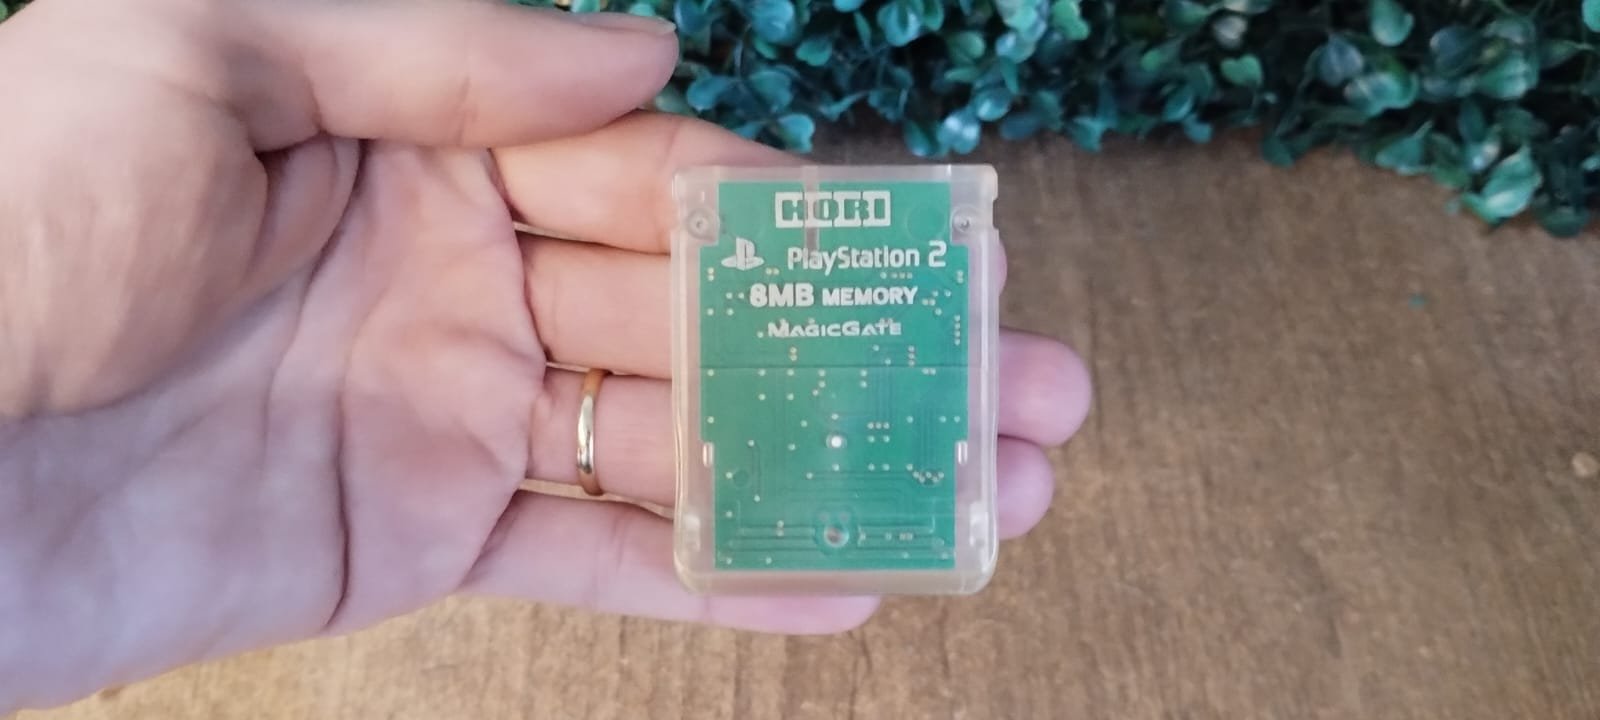 HORI
PlayStation 2
8MB MEMORY
MAGICGATE